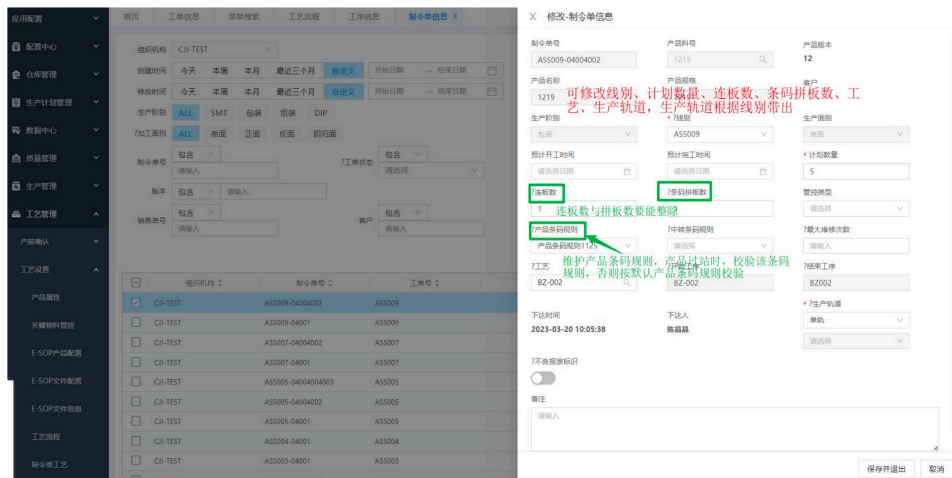 应用配置
首页 工单信息 菜单搜索 工艺流程 工序信息 制令单信息 ×
配置中心
仓库管理
生产计划管理
数据中心
质量管理
生产管理
工艺管理
产前确认
工艺设置
产品属性
关键物料管控
E-SOP产品配置
E-SOP文件配置
E-SOP文件信息
工艺流程
制令单工艺
组织机构 CJI-TEST
创建时间 今天 本周 本月 最近三个月 自定义 开始日期 → 结束日期
修改时间 今天 本周 本月 最近三个月 自定义 开始日期 → 结束日期
生产阶别 ALL SMT 包装 组装 DIP
?加工面别 ALL 单面 正面 反面 阴阳面
制令单号 包含 请输入 ?工单状态 包含 请选择
版本 包含 请输入
销售单号 包含 请输入 客户 包含 请输入
组织机构 制令单号 工单号
CJI-TEST ASS009-04004002 ASS009
CJI-TEST ASS009-04001 ASS009
CJI-TEST ASS007-04004002 ASS007
CJI-TEST ASS007-04001 ASS007
CJI-TEST ASS005-04004004003 ASS005
CJI-TEST ASS005-04004002 ASS005
CJI-TEST ASS005-04001 ASS005
CJI-TEST ASS004-04001 ASS004
CJI-TEST ASS003-04001 ASS003
× 修改-制令单信息
制令单号 产品料号 产品版本
ASS009-04004002 1219 12
产品名称 产品规格 客户
1219
可修改线别、计划数量、连板数、条码拼板数、工
艺、生产轨道，生产轨道根据线别带出
生产阶别 * ?线别 生产面别
包装 ASS009 单面
预计开工时间 预计完工时间 * 计划数量
请选择日期 请选择日期 5
?连板数 ?条码拼板数 管控类型
1 请选择
连板数与拼板数要能整除
?产品条码规则 ?中转条码规则 ?最大维修次数
产品条码规则1125 请选择 请输入
维护产品条码规则，产品过站时，校验该条码
规则，否则按默认产品条码规则校验
?工艺 ?开始工序 ?结束工序
BZ-002 BZ-002 BZ002
下达时间 下达人 * ?生产轨道
2023-03-20 10:05:38 陈晶晶 单轨
请选择
?不良报废标识
备注
请输入
保存并退出 取消